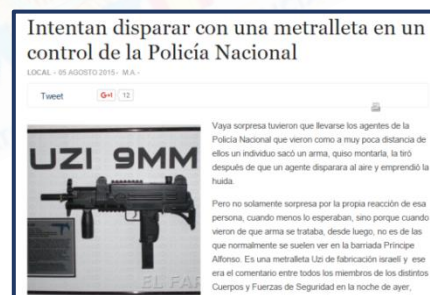 Intentan disparar con una metralleta en un
control de la Policía Nacional
LOCAL - 05 AGOSTO 2015 - M.A. -
Tweet G+1 12
Vaya sorpresa tuvieron que llevarse los agentes de la
Policía Nacional que vieron como a muy poca distancia de
ellos un individuo sacó un arma, quiso montarla, la tiró
después de que un agente disparara al aire y emprendió la
huida.
Pero no solamente sorpresa por la propia reacción de esa
persona, cuando menos lo esperaban, sino porque cuando
vieron de que arma se trataba, desde luego, no es de las
que normalmente se suelen ver en la barriada Príncipe
Alfonso. Es una metralleta Uzi de fabricación israelí y ese
era el comentario entre todos los miembros de los distintos
Cuerpos y Fuerzas de Seguridad en la noche de ayer,
UZI 9MM
EL FAR